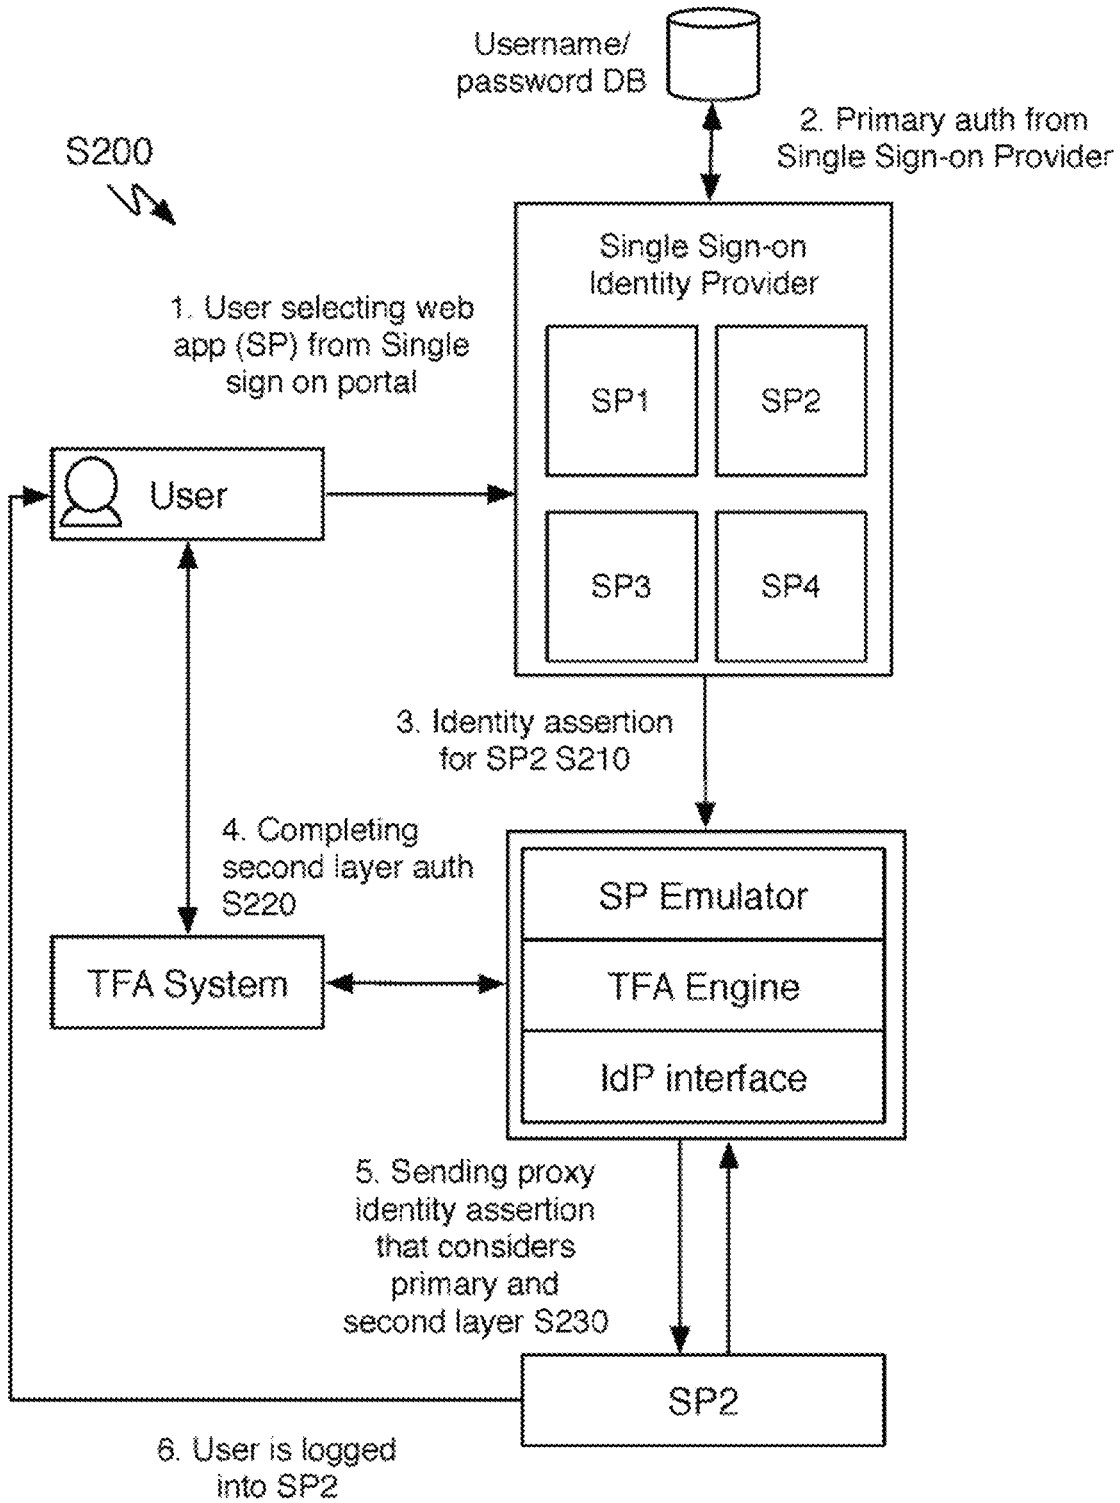 Username/
password DB
2. Primary auth from
Single Sign-on Provider
S200
Single Sign-on
Identity Provider
1. User selecting web
app (SP) from Single
sign on portal
SP1
SP2
User
SP3
SP4
3. Identity assertion
for SP2 S210
4. Completing
second layer auth
S220
SP Emulator
TFA System
TFA Engine
IdP interface
5. Sending proxy
identity assertion
that considers
primary and
second layer S230
SP2
6. User is logged
into SP2